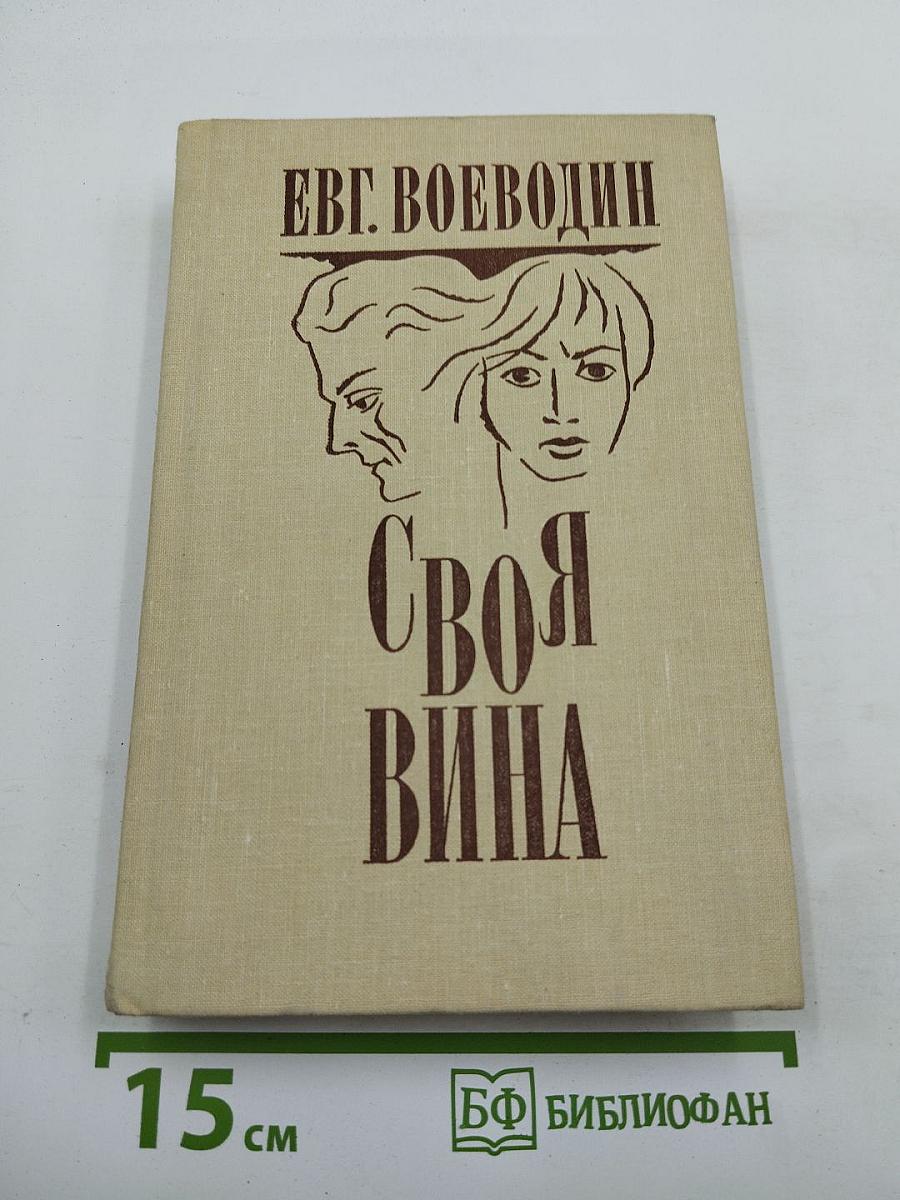 ЕВГ. ВОЕВОДИН
СВОЯ
ВИНА
15 см
БФ БИБЛИОФАН